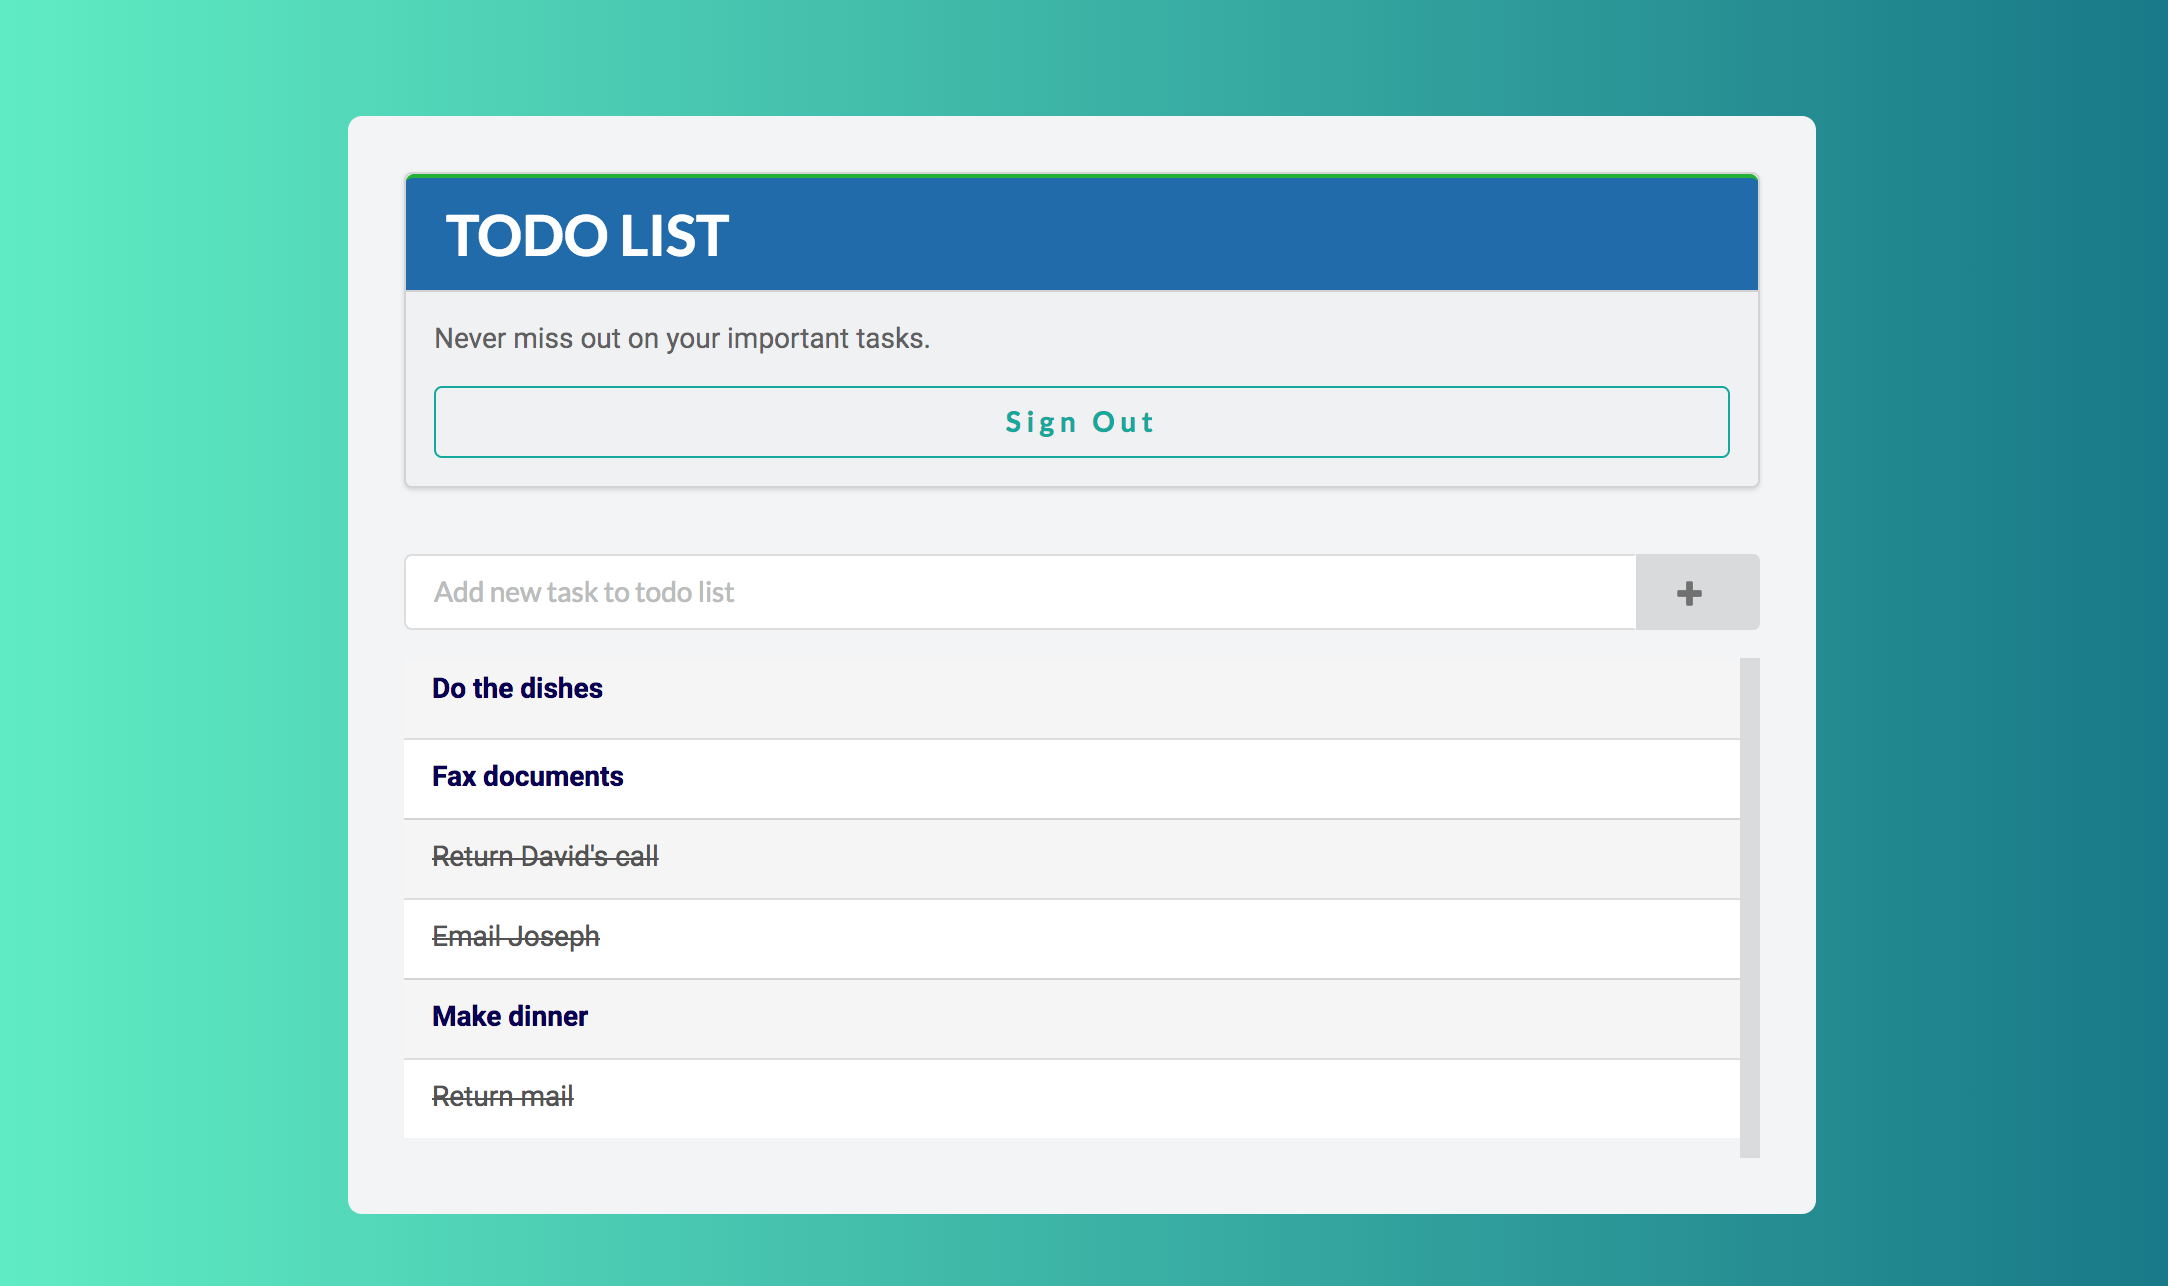 TODO LIST
Never miss out on your important tasks.
Sign Out
Add new task to todo list
Do the dishes
Fax documents
Return David's call
Email Joseph
Make dinner
Return mail